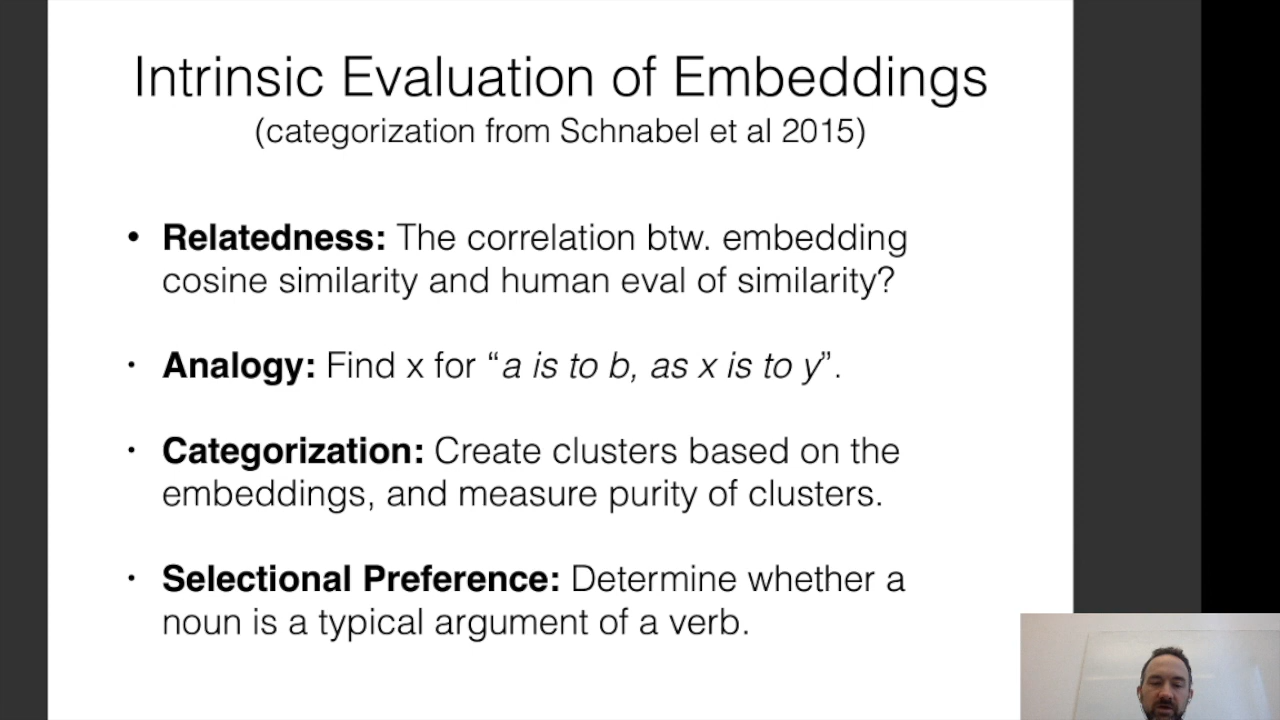 Intrinsic Evaluation of Embeddings
(categorization from Schnabel et al 2015)
• Relatedness: The correlation btw. embedding
cosine similarity and human eval of similarity?
• Analogy: Find x for “a is to b, as x is to y”.
• Categorization: Create clusters based on the
embeddings, and measure purity of clusters.
• Selectional Preference: Determine whether a
noun is a typical argument of a verb.